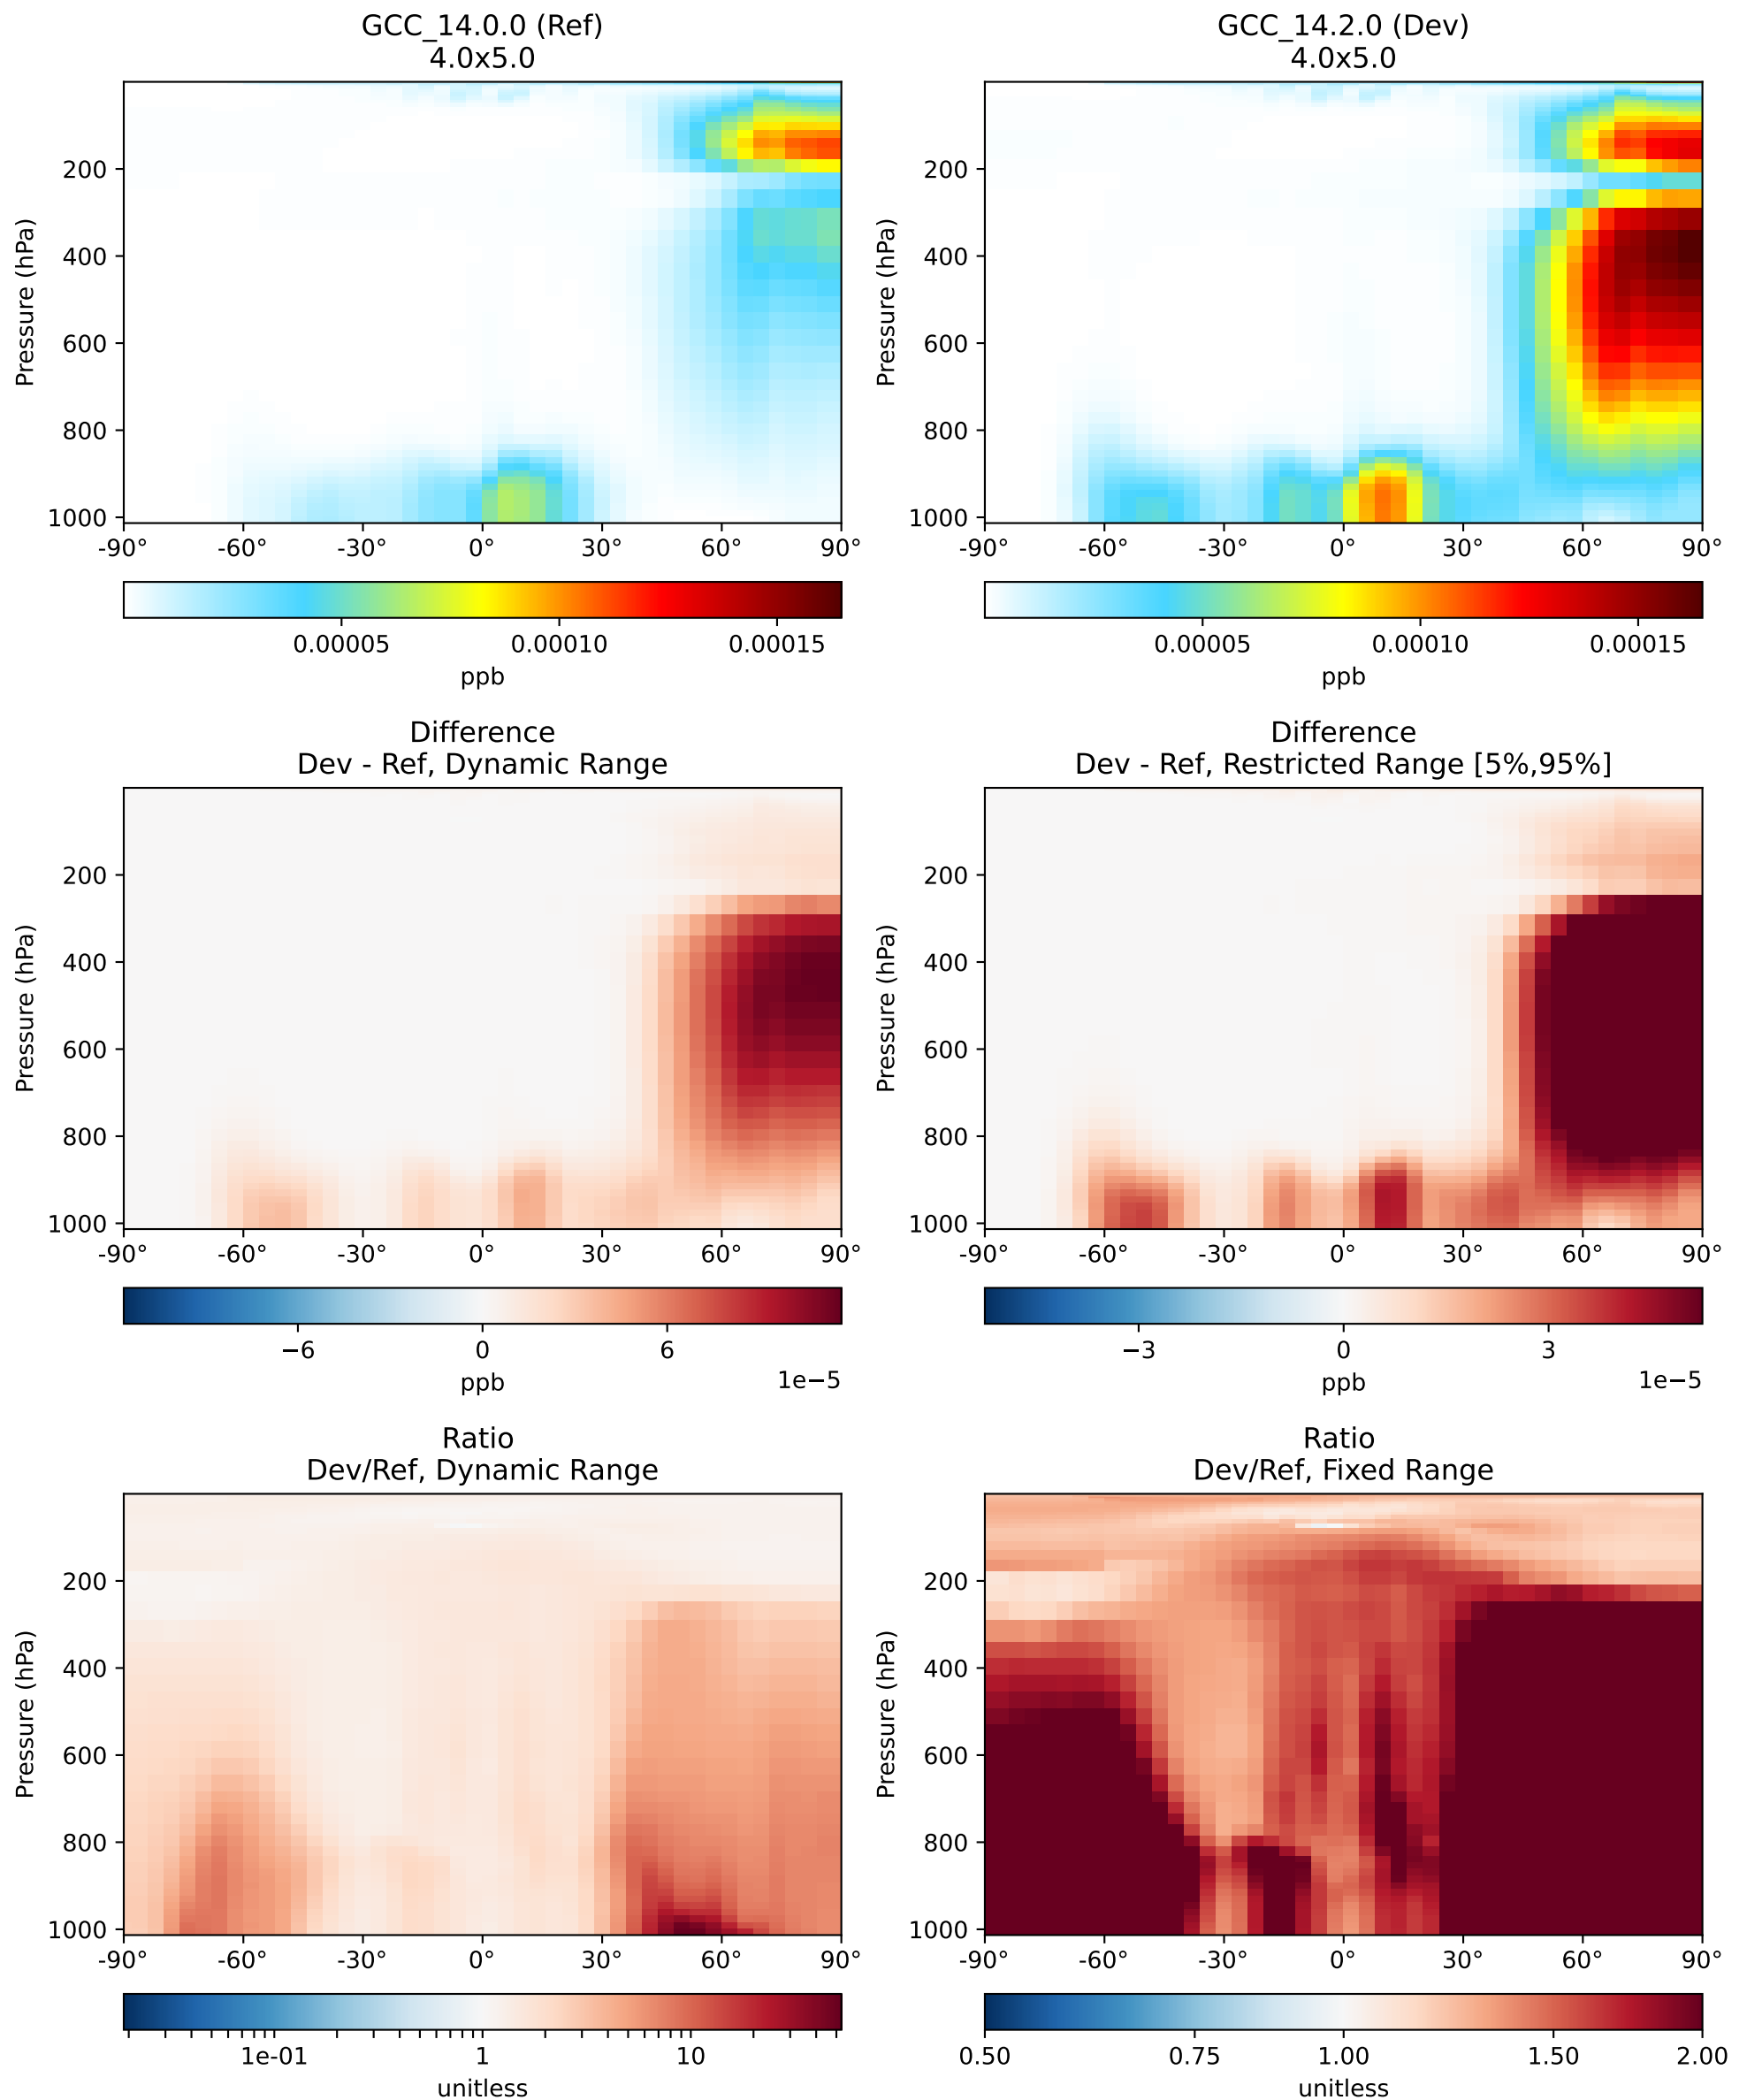 GCC_14.0.0 (Ref)
4.0x5.0
Pressure (hPa)
200
400
600
800
1000
-90° -60° -30° 0° 30° 60° 90°
0.00005 0.00010 0.00015
ppb
GCC_14.2.0 (Dev)
4.0x5.0
Pressure (hPa)
200
400
600
800
1000
-90° -60° -30° 0° 30° 60° 90°
0.00005 0.00010 0.00015
ppb
Difference
Dev - Ref, Dynamic Range
Pressure (hPa)
200
400
600
800
1000
-90° -60° -30° 0° 30° 60° 90°
−6 0 6
1e−5
ppb
Difference
Dev - Ref, Restricted Range [5%,95%]
Pressure (hPa)
200
400
600
800
1000
-90° -60° -30° 0° 30° 60° 90°
−3 0 3
1e−5
ppb
Ratio
Dev/Ref, Dynamic Range
Pressure (hPa)
200
400
600
800
1000
-90° -60° -30° 0° 30° 60° 90°
1e-01 1 10
unitless
Ratio
Dev/Ref, Fixed Range
Pressure (hPa)
200
400
600
800
1000
-90° -60° -30° 0° 30° 60° 90°
0.50 0.75 1.00 1.50 2.00
unitless